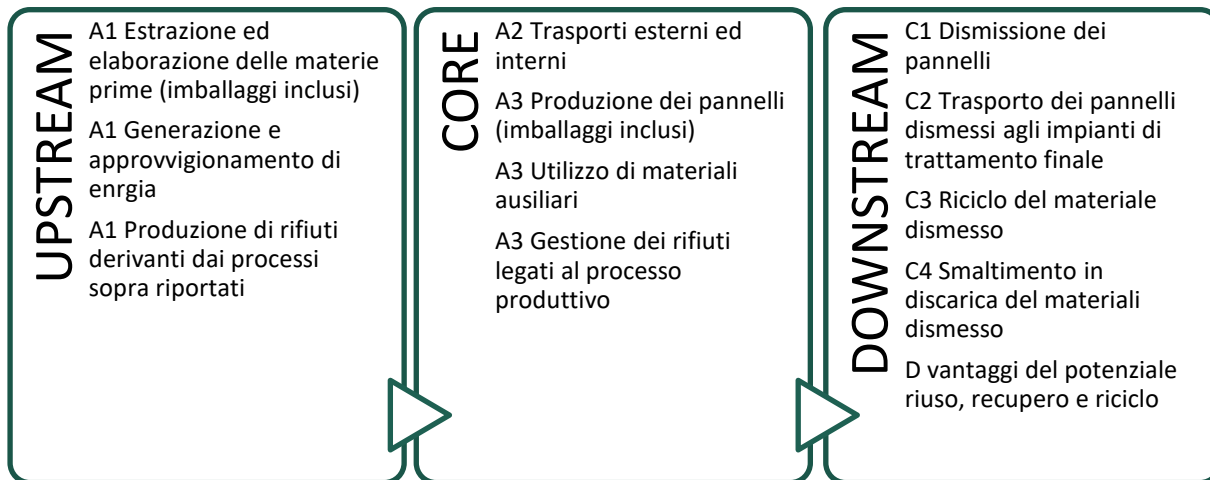 UPSTREAM
A1 Estrazione ed
elaborazione delle materie
prime (imballaggi inclusi)
A1 Generazione e
approvvigionamento di
enrgia
A1 Produzione di rifiuti
derivanti dai processi
sopra riportati
CORE
A2 Trasporti esterni ed
interni
A3 Produzione dei pannelli
(imballaggi inclusi)
A3 Utilizzo di materiali
ausiliari
A3 Gestione dei rifiuti
legati al processo
produttivo
DOWNSTREAM
C1 Dismissione dei
pannelli
C2 Trasporto dei pannelli
dismessi agli impianti di
trattamento finale
C3 Riciclo del materiale
dismesso
C4 Smaltimento in
discarica del materiali
dismesso
D vantaggi del potenziale
riuso, recupero e riciclo